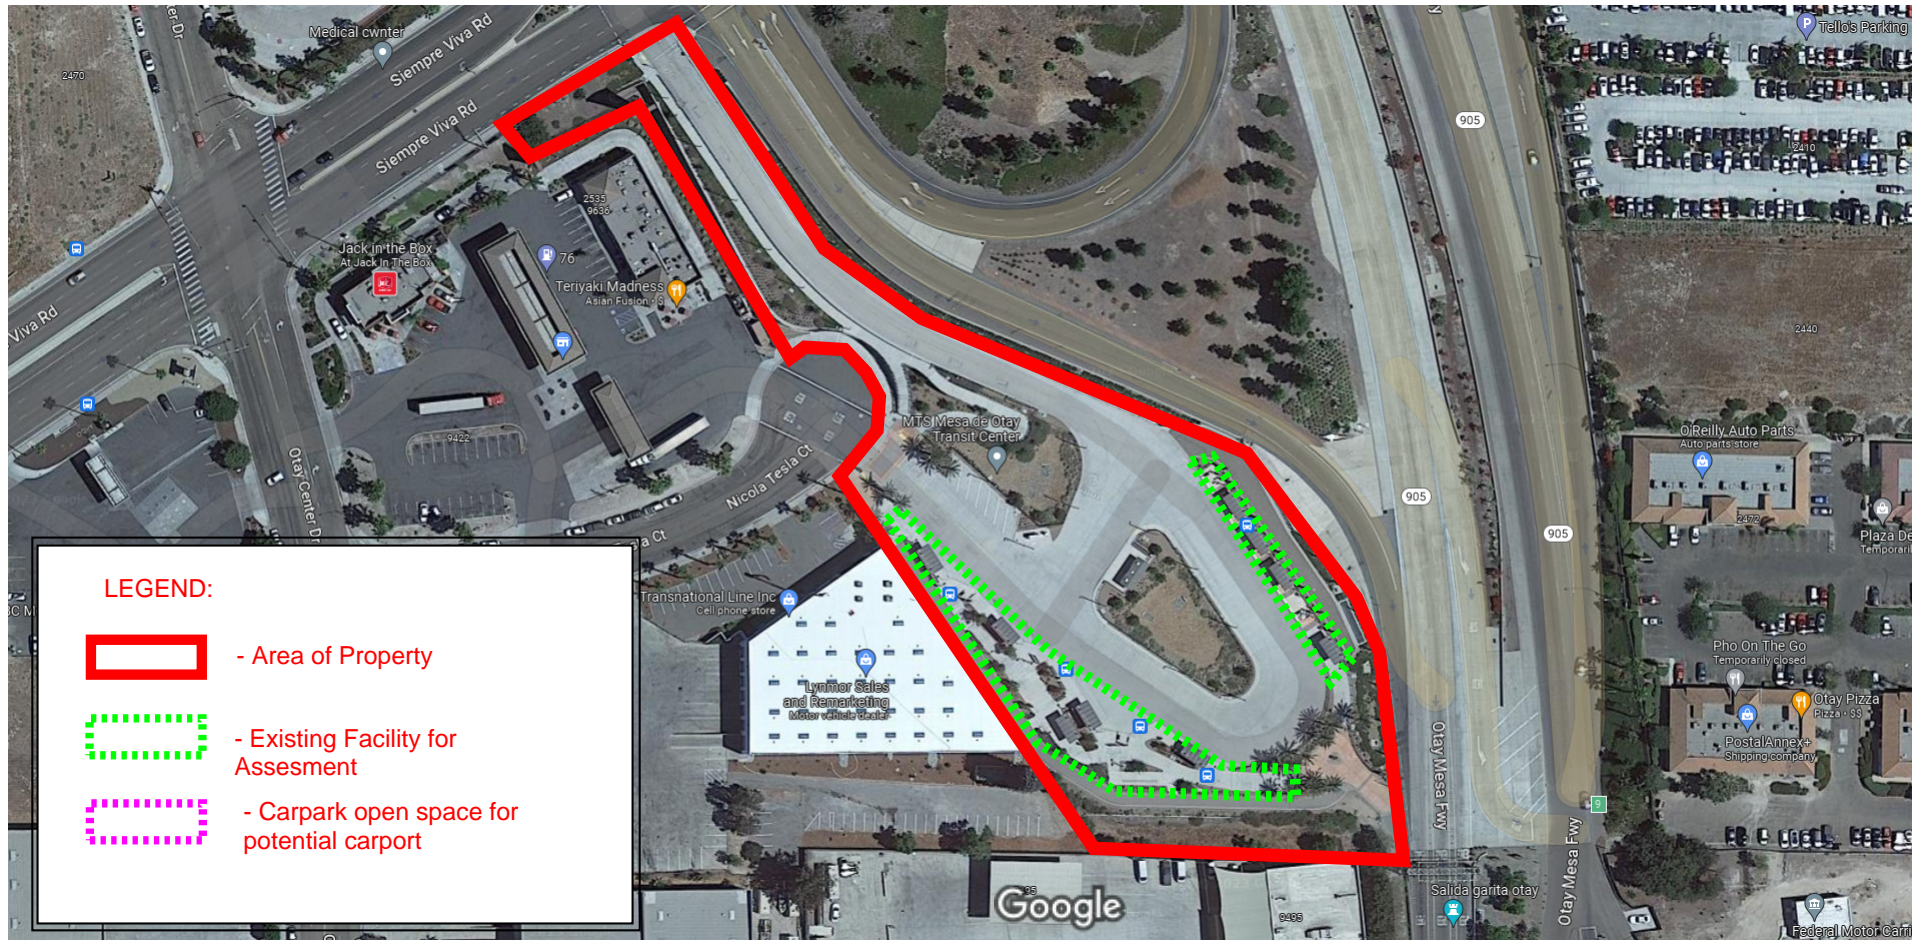 Medical cwnter
Siempre Viva Rd
Siempre Viva Rd
2470
Tello's Parking
905
2410
2535
9636
Jack in the Box
At Jack In The Box
76
Teriyaki Madness
Asian Fusion • $
Viva Rd
2440
MTS Mesa de Otay
Transit Center
O'Reilly Auto Parts
Auto parts store
9422
Otay Center Dr
Nicola Tesla Ct
905
905
2472
Plaza De
Temporaril
LEGEND:
- Area of Property
- Existing Facility for
Assesment
- Carpark open space for
potential carport
Transnational Line Inc
Cell phone store
Lynmor Sales
and Remarketing
Motor vehicle dealer
Pho On The Go
Temporarily closed
Otay Pizza
Pizza • $$
PostalAnnex+
Shipping company
Otay Mesa Fwy
Otay Mesa Fwy
9
Google
9495
Salida garita otay
Federal Motor Carri